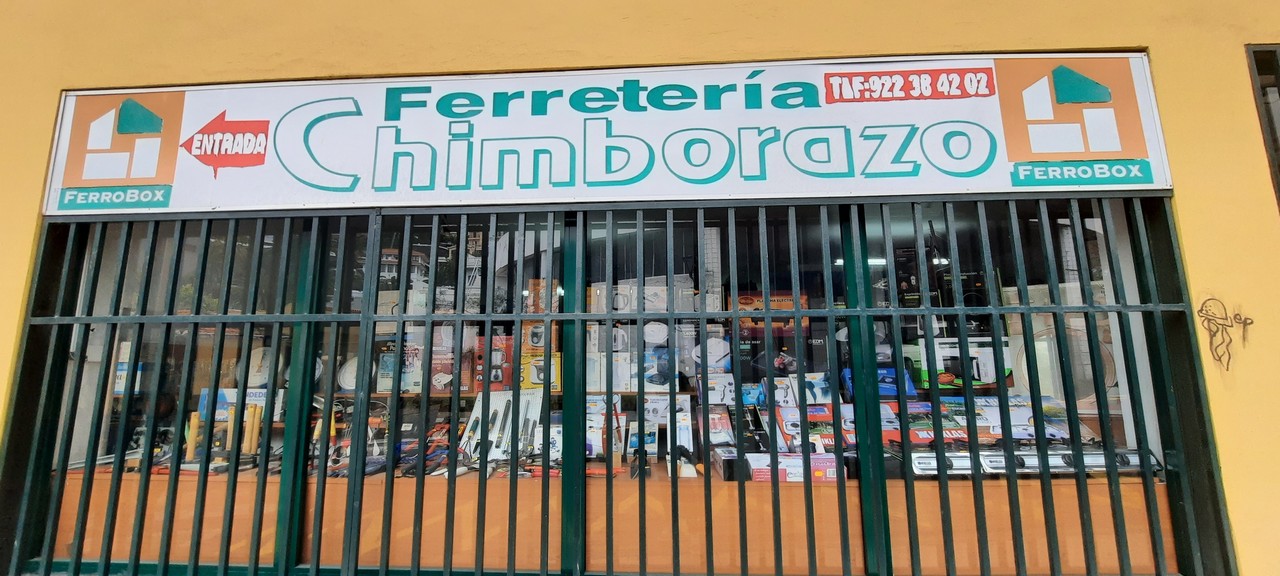 Ferretería
Tlf:922 38 42 02
ENTRADA
Chimborazo
FERROBOX
FERROBOX